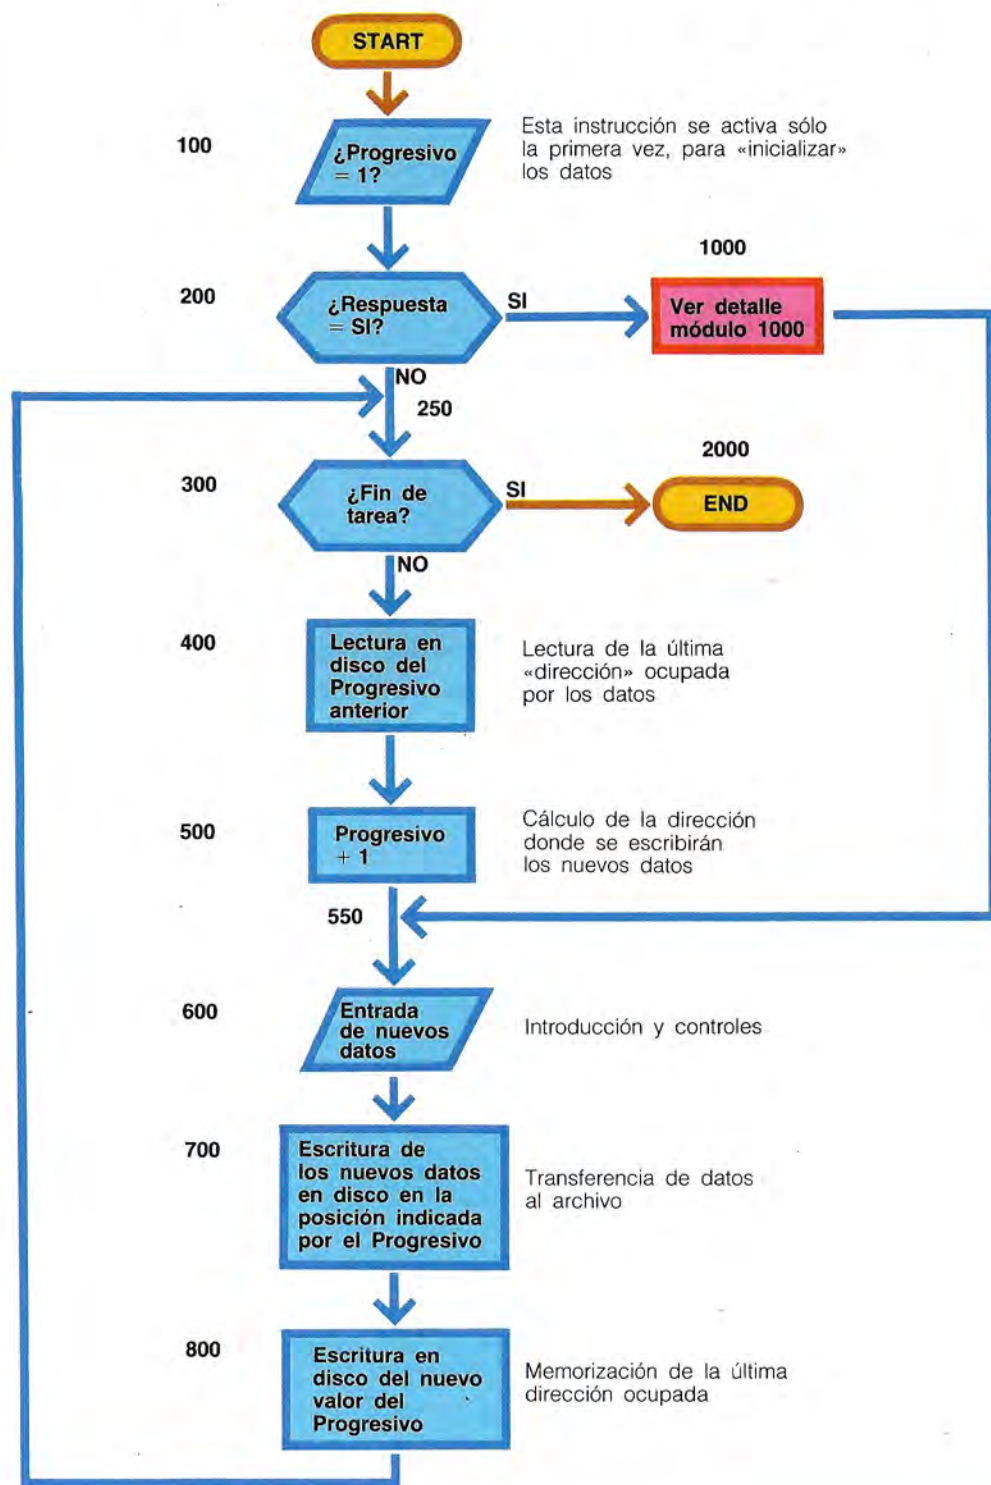 START
100
¿Progresivo
= 1?
Esta instrucción se activa sólo
la primera vez, para «inicializar»
los datos
1000
200
¿Respuesta
= SI?
SI
Ver detalle
módulo 1000
NO
250
2000
300
¿Fin de
tarea?
SI
END
NO
400
Lectura en
disco del
Progresivo
anterior
Lectura de la última
«dirección» ocupada
por los datos
500
Progresivo
+ 1
Cálculo de la dirección
donde se escribirán
los nuevos datos
550
600
Entrada
de nuevos
datos
Introducción y controles
700
Escritura de
los nuevos datos
en disco en la
posición indicada
por el Progresivo
Transferencia de datos
al archivo
800
Escritura en
disco del nuevo
valor del
Progresivo
Memorización de la última
dirección ocupada